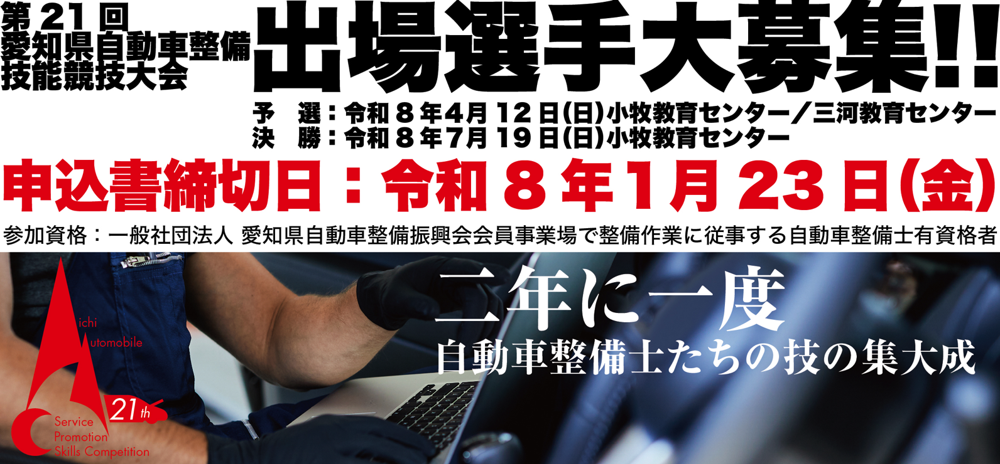 第21回
愛知県自動車整備
技能競技大会
出場選手大募集!!
予　選：令和8年4月12日(日)小牧教育センター／三河教育センター
決　勝：令和8年7月19日(日)小牧教育センター
申込書締切日：令和8年1月23日(金)
参加資格：一般社団法人 愛知県自動車整備振興会会員事業場で整備作業に従事する自動車整備士有資格者
二年に一度
自動車整備士たちの技の集大成
ichi
utomobile
21th
Service
Promotion
Skills Competition